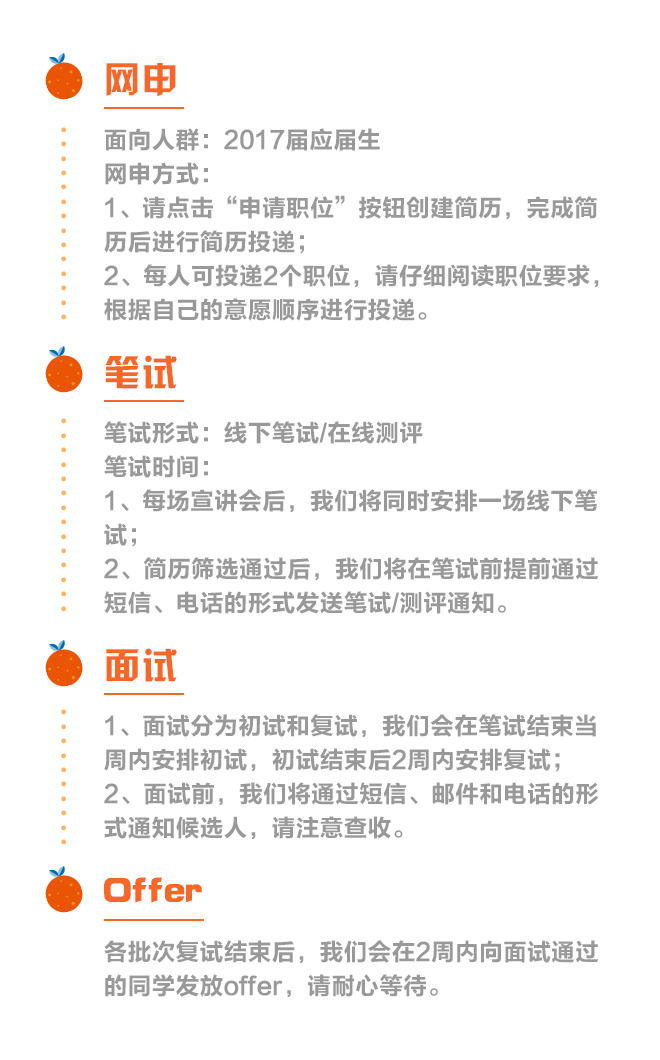 网申
面向人群：2017届应届生
网申方式：
1、请点击“申请职位”按钮创建简历，完成简
历后进行简历投递；
2、每人可投递2个职位，请仔细阅读职位要求，
根据自己的意愿顺序进行投递。
笔试
笔试形式：线下笔试/在线测评
笔试时间：
1、每场宣讲会后，我们将同时安排一场线下笔
试；
2、简历筛选通过后，我们将在笔试前提前通过
短信、电话的形式发送笔试/测评通知。
面试
1、面试分为初试和复试，我们会在笔试结束当
周内安排初试，初试结束后2周内安排复试；
2、面试前，我们将通过短信、邮件和电话的形
式通知候选人，请注意查收。
Offer
各批次复试结束后，我们会在2周内向面试通过
的同学发放offer，请耐心等待。